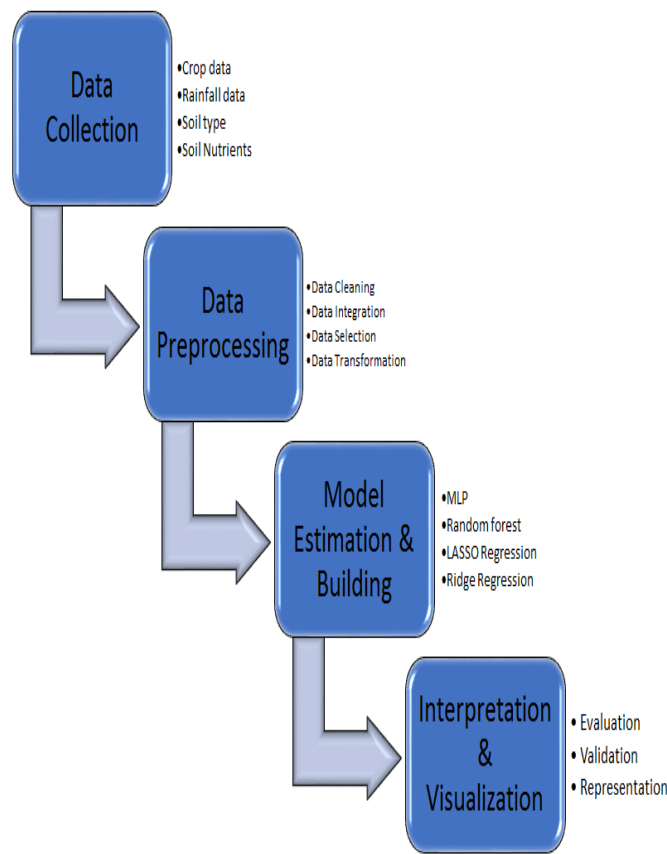 Data
Collection
•Crop data
•Rainfall data
•Soil type
•Soil Nutrients
Data
Preprocessing
•Data Cleaning
•Data Integration
•Data Selection
•Data Transformation
Model
Estimation &
Building
•MLP
•Random forest
•LASSO Regression
•Ridge Regression
Interpretation
&
Visualization
• Evaluation
• Validation
• Representation